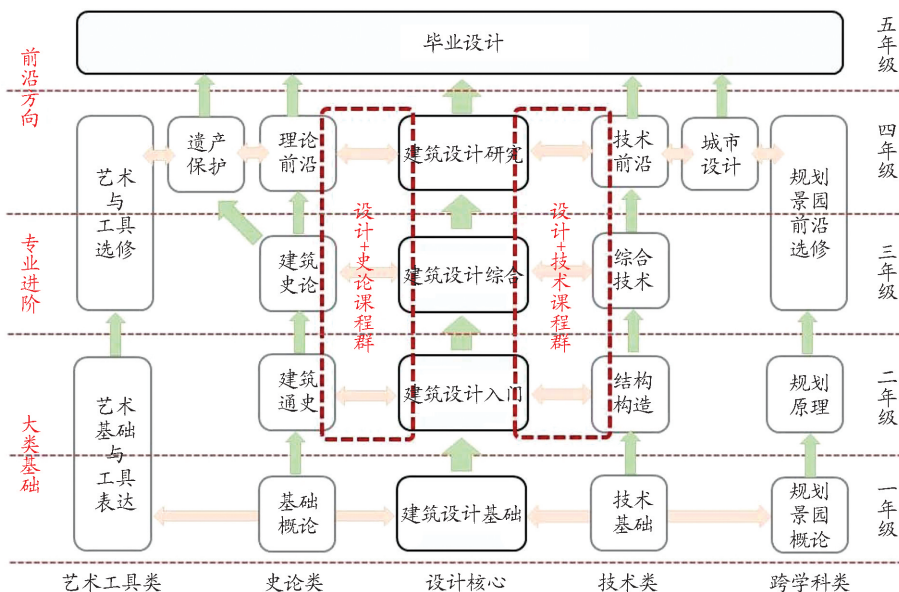 毕业设计
五年级
前沿方向
艺术
与
工具
选修
遗产
保护
理论
前沿
建筑设计研究
技术
前沿
城市
设计
规划
景园
前沿
选修
四年级
专业进阶
建筑
史论
设计+史论课程群
建筑设计综合
设计+技术课程群
综合
技术
三年级
大类基础
艺术
基础
与
工具
表达
建筑
通史
建筑设计入门
结构
构造
规划
原理
二年级
基础
概论
建筑设计基础
技术
基础
规划
景园
概论
一年级
艺术工具类
史论类
设计核心
技术类
跨学科类